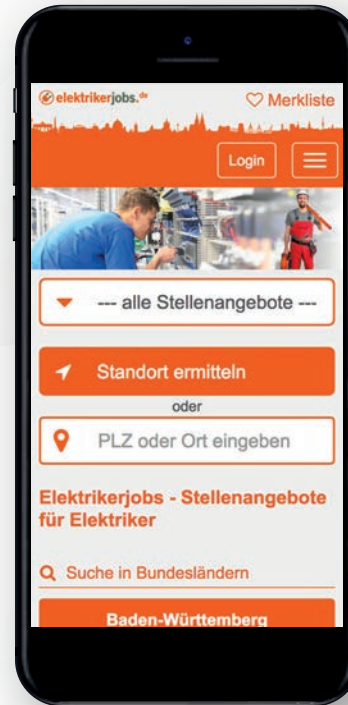 elektrikerjobs.de
Merkliste
Login
--- alle Stellenangebote ---
Standort ermitteln
oder
PLZ oder Ort eingeben
Elektrikerjobs - Stellenangebote
für Elektriker
Suche in Bundesländern
Baden-Württemberg